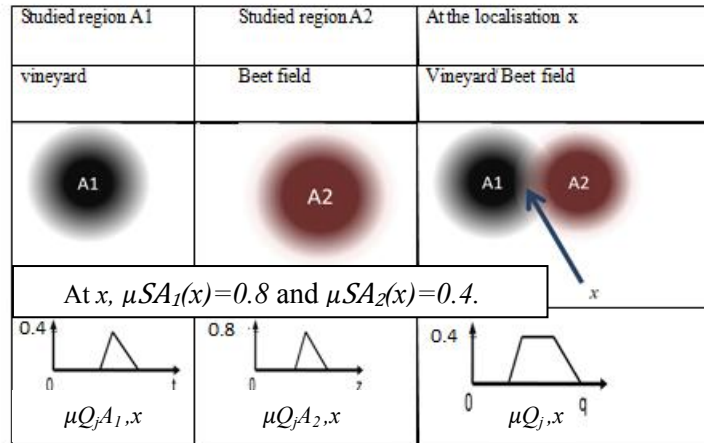 Studied region A1 Studied region A2 At the localisation x
vineyard Beet field Vineyard Beet field
A1 A2 A1 A2
x
At x, μSA₁(x)=0.8 and μSA₂(x)=0.4.
0.4 0.8 0.4
0 t 0 z 0 q
μQⱼA₁,x μQⱼA₂,x μQⱼ,x